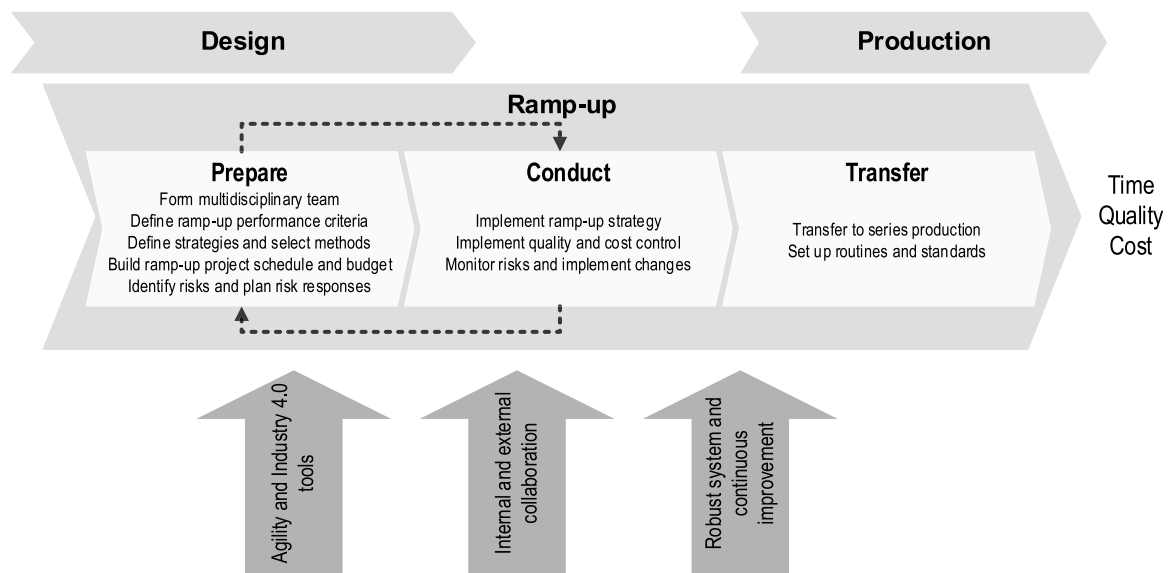 Design
Production
Ramp-up
Prepare
Form multidisciplinary team
Define ramp-up performance criteria
Define strategies and select methods
Build ramp-up project schedule and budget
Identify risks and plan risk responses
Conduct
Implement ramp-up strategy
Implement quality and cost control
Monitor risks and implement changes
Transfer
Transfer to series production
Set up routines and standards
Time
Quality
Cost
Agility and Industry 4.0
tools
Internal and external
collaboration
Robust system and
continuous
improvement